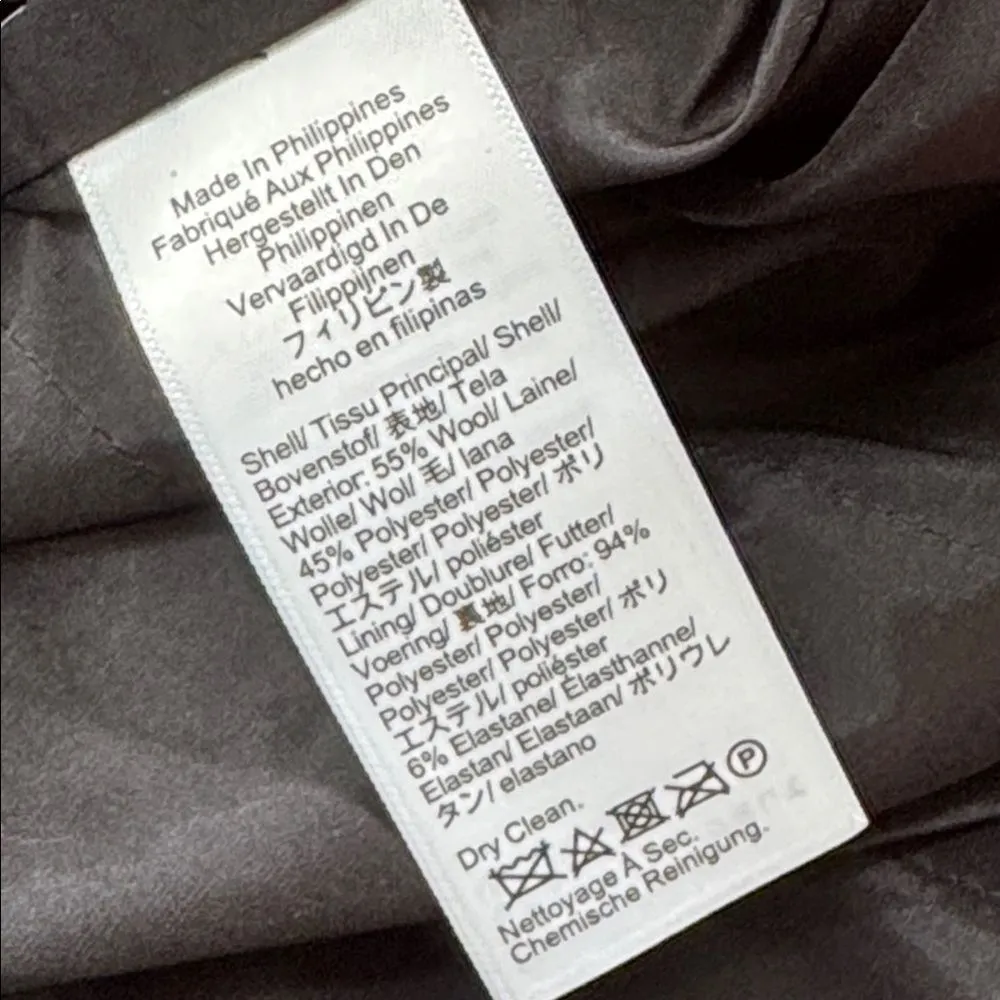 Made In Philippines
Fabriqué Aux Philippines
Hergestellt In Den
Philippinen
Vervaardigd In De
Filippijnen
フィリピン製
hecho en filipinas
Shell/ Tissu Principal/ Shell/
Bovenstof/ 表地/ Tela
Exterior: 55% Wool/ Laine/
Wolle/ Wol/ 毛/ lana
45% Polyester/ Polyester/
Polyester/ Polyester/ ポリ
エステル/ poliéster
Lining/ Doublure/ Futter/
Voering/ 裏地/ Forro: 94%
Polyester/ Polyester/
Polyester/ Polyester/ ポリ
エステル/ poliéster
6% Elastane/ Élasthanne/
Elastan/ Elastaan/ ポリウレ
タン/ elastano
Dry Clean.
P
Nettoyage À Sec.
Chemische Reinigung.